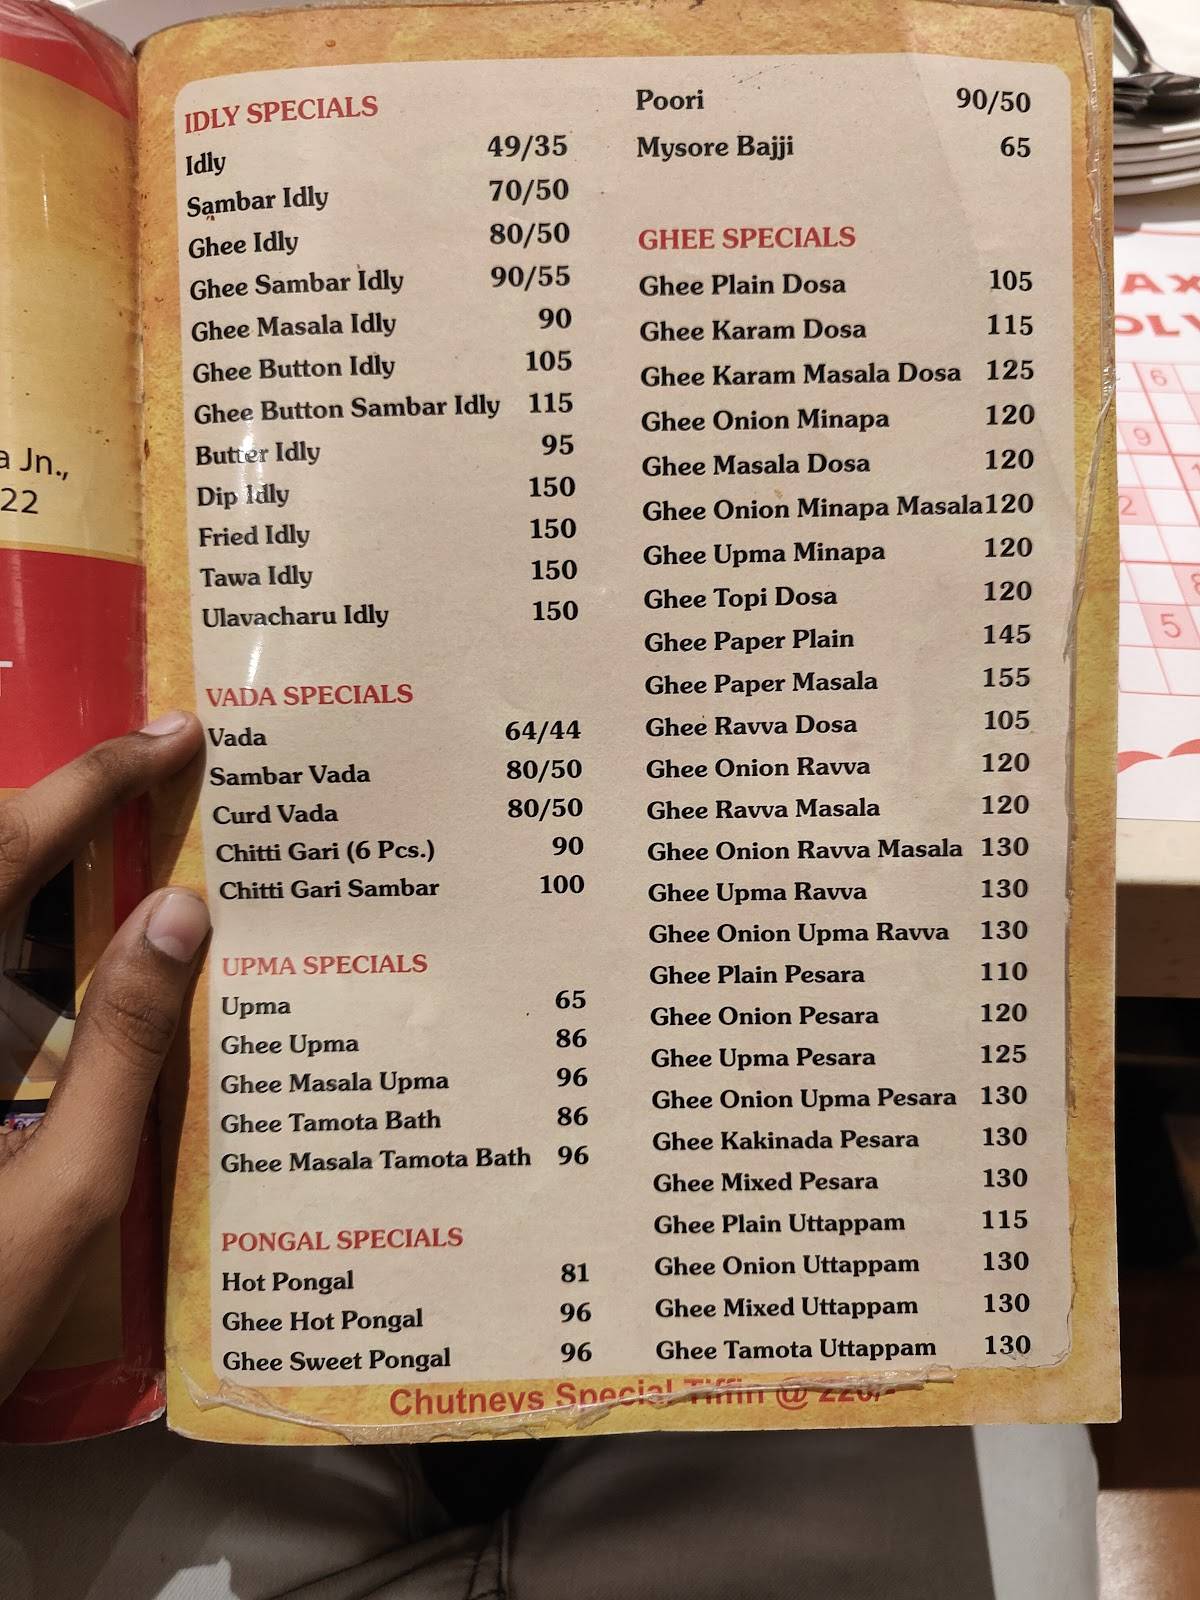 a Jn.,
22
IDLY SPECIALS
Idly 49/35
Sambar Idly 70/50
Ghee Idly 80/50
Ghee Sambar Idly 90/55
Ghee Masala Idly 90
Ghee Button Idly 105
Ghee Button Sambar Idly 115
Butter Idly 95
Dip Idly 150
Fried Idly 150
Tawa Idly 150
Ulavacharu Idly 150
VADA SPECIALS
Vada 64/44
Sambar Vada 80/50
Curd Vada 80/50
Chitti Gari (6 Pcs.) 90
Chitti Gari Sambar 100
UPMA SPECIALS
Upma 65
Ghee Upma 86
Ghee Masala Upma 96
Ghee Tamota Bath 86
Ghee Masala Tamota Bath 96
PONGAL SPECIALS
Hot Pongal 81
Ghee Hot Pongal 96
Ghee Sweet Pongal 96
Poori 90/50
Mysore Bajji 65
GHEE SPECIALS
Ghee Plain Dosa 105
Ghee Karam Dosa 115
Ghee Karam Masala Dosa 125
Ghee Onion Minapa 120
Ghee Masala Dosa 120
Ghee Onion Minapa Masala 120
Ghee Upma Minapa 120
Ghee Topi Dosa 120
Ghee Paper Plain 145
Ghee Paper Masala 155
Ghee Ravva Dosa 105
Ghee Onion Ravva 120
Ghee Ravva Masala 120
Ghee Onion Ravva Masala 130
Ghee Upma Ravva 130
Ghee Onion Upma Ravva 130
Ghee Plain Pesara 110
Ghee Onion Pesara 120
Ghee Upma Pesara 125
Ghee Onion Upma Pesara 130
Ghee Kakinada Pesara 130
Ghee Mixed Pesara 130
Ghee Plain Uttappam 115
Ghee Onion Uttappam 130
Ghee Mixed Uttappam 130
Ghee Tamota Uttappam 130
Chutneys Special Tiffin @
AX
6
9
2
5